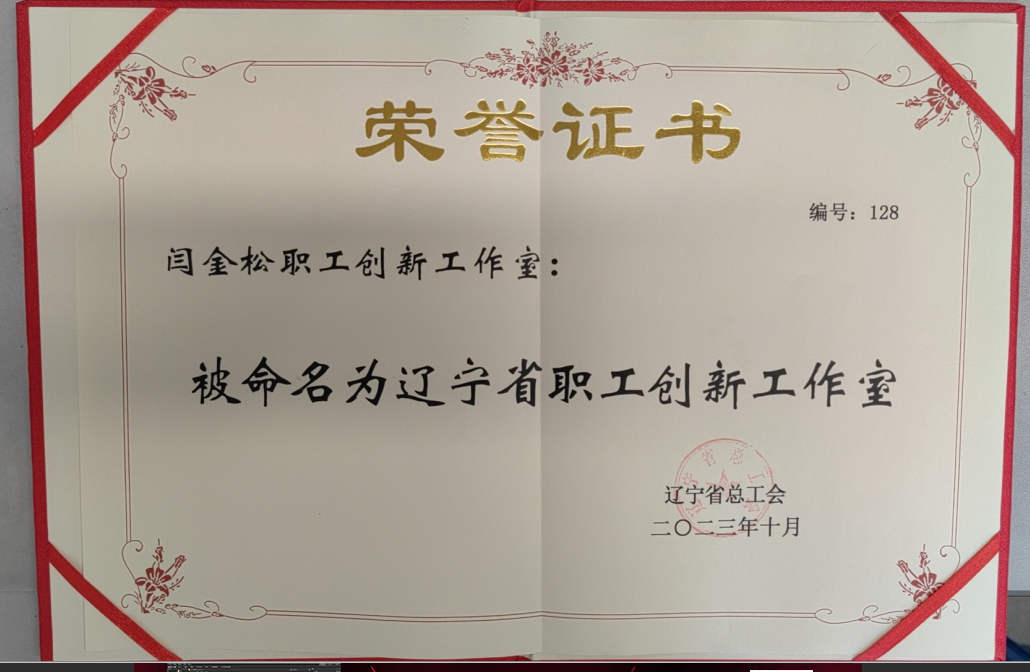 荣誉证书
编号：128
闫金松职工创新工作室：
被命名为辽宁省职工创新工作室
辽宁省总工会
二〇二三年十月